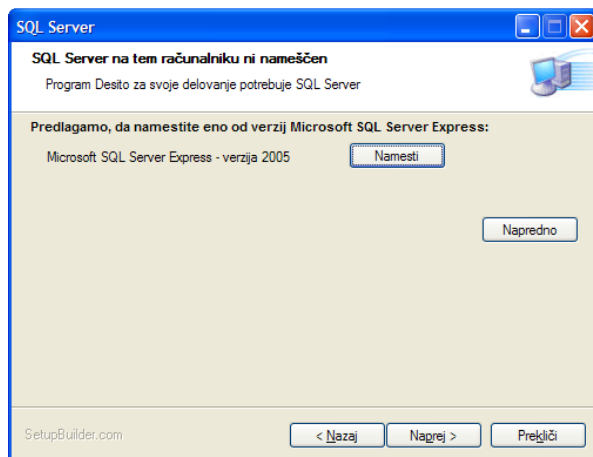 SQL Server
SQL Server na tem računalniku ni nameščen
Program Desito za svoje delovanje potrebuje SQL Server
Predlagamo, da namestite eno od verzij Microsoft SQL Server Express:
Microsoft SQL Server Express - verzija 2005 Namesti
Napredno
SetupBuilder.com < Nazaj Naprej > Prekliči